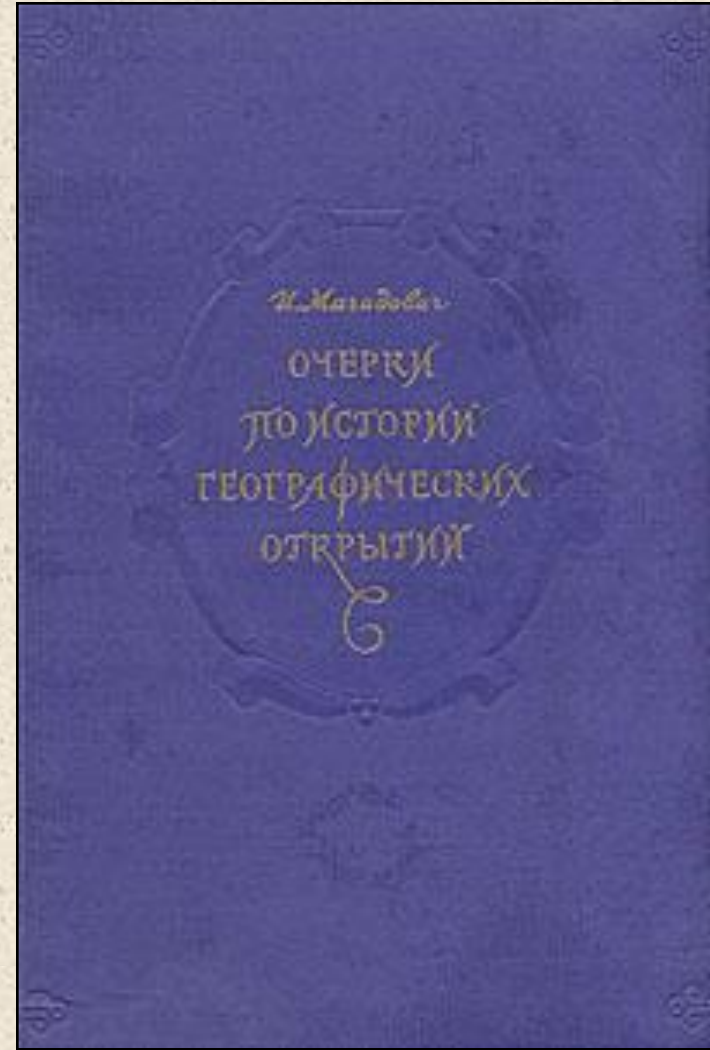 И. Магидович
ОЧЕРКИ
ПО ИСТОРИИ
ГЕОГРАФИЧЕСКИХ
ОТКРЫТИЙ